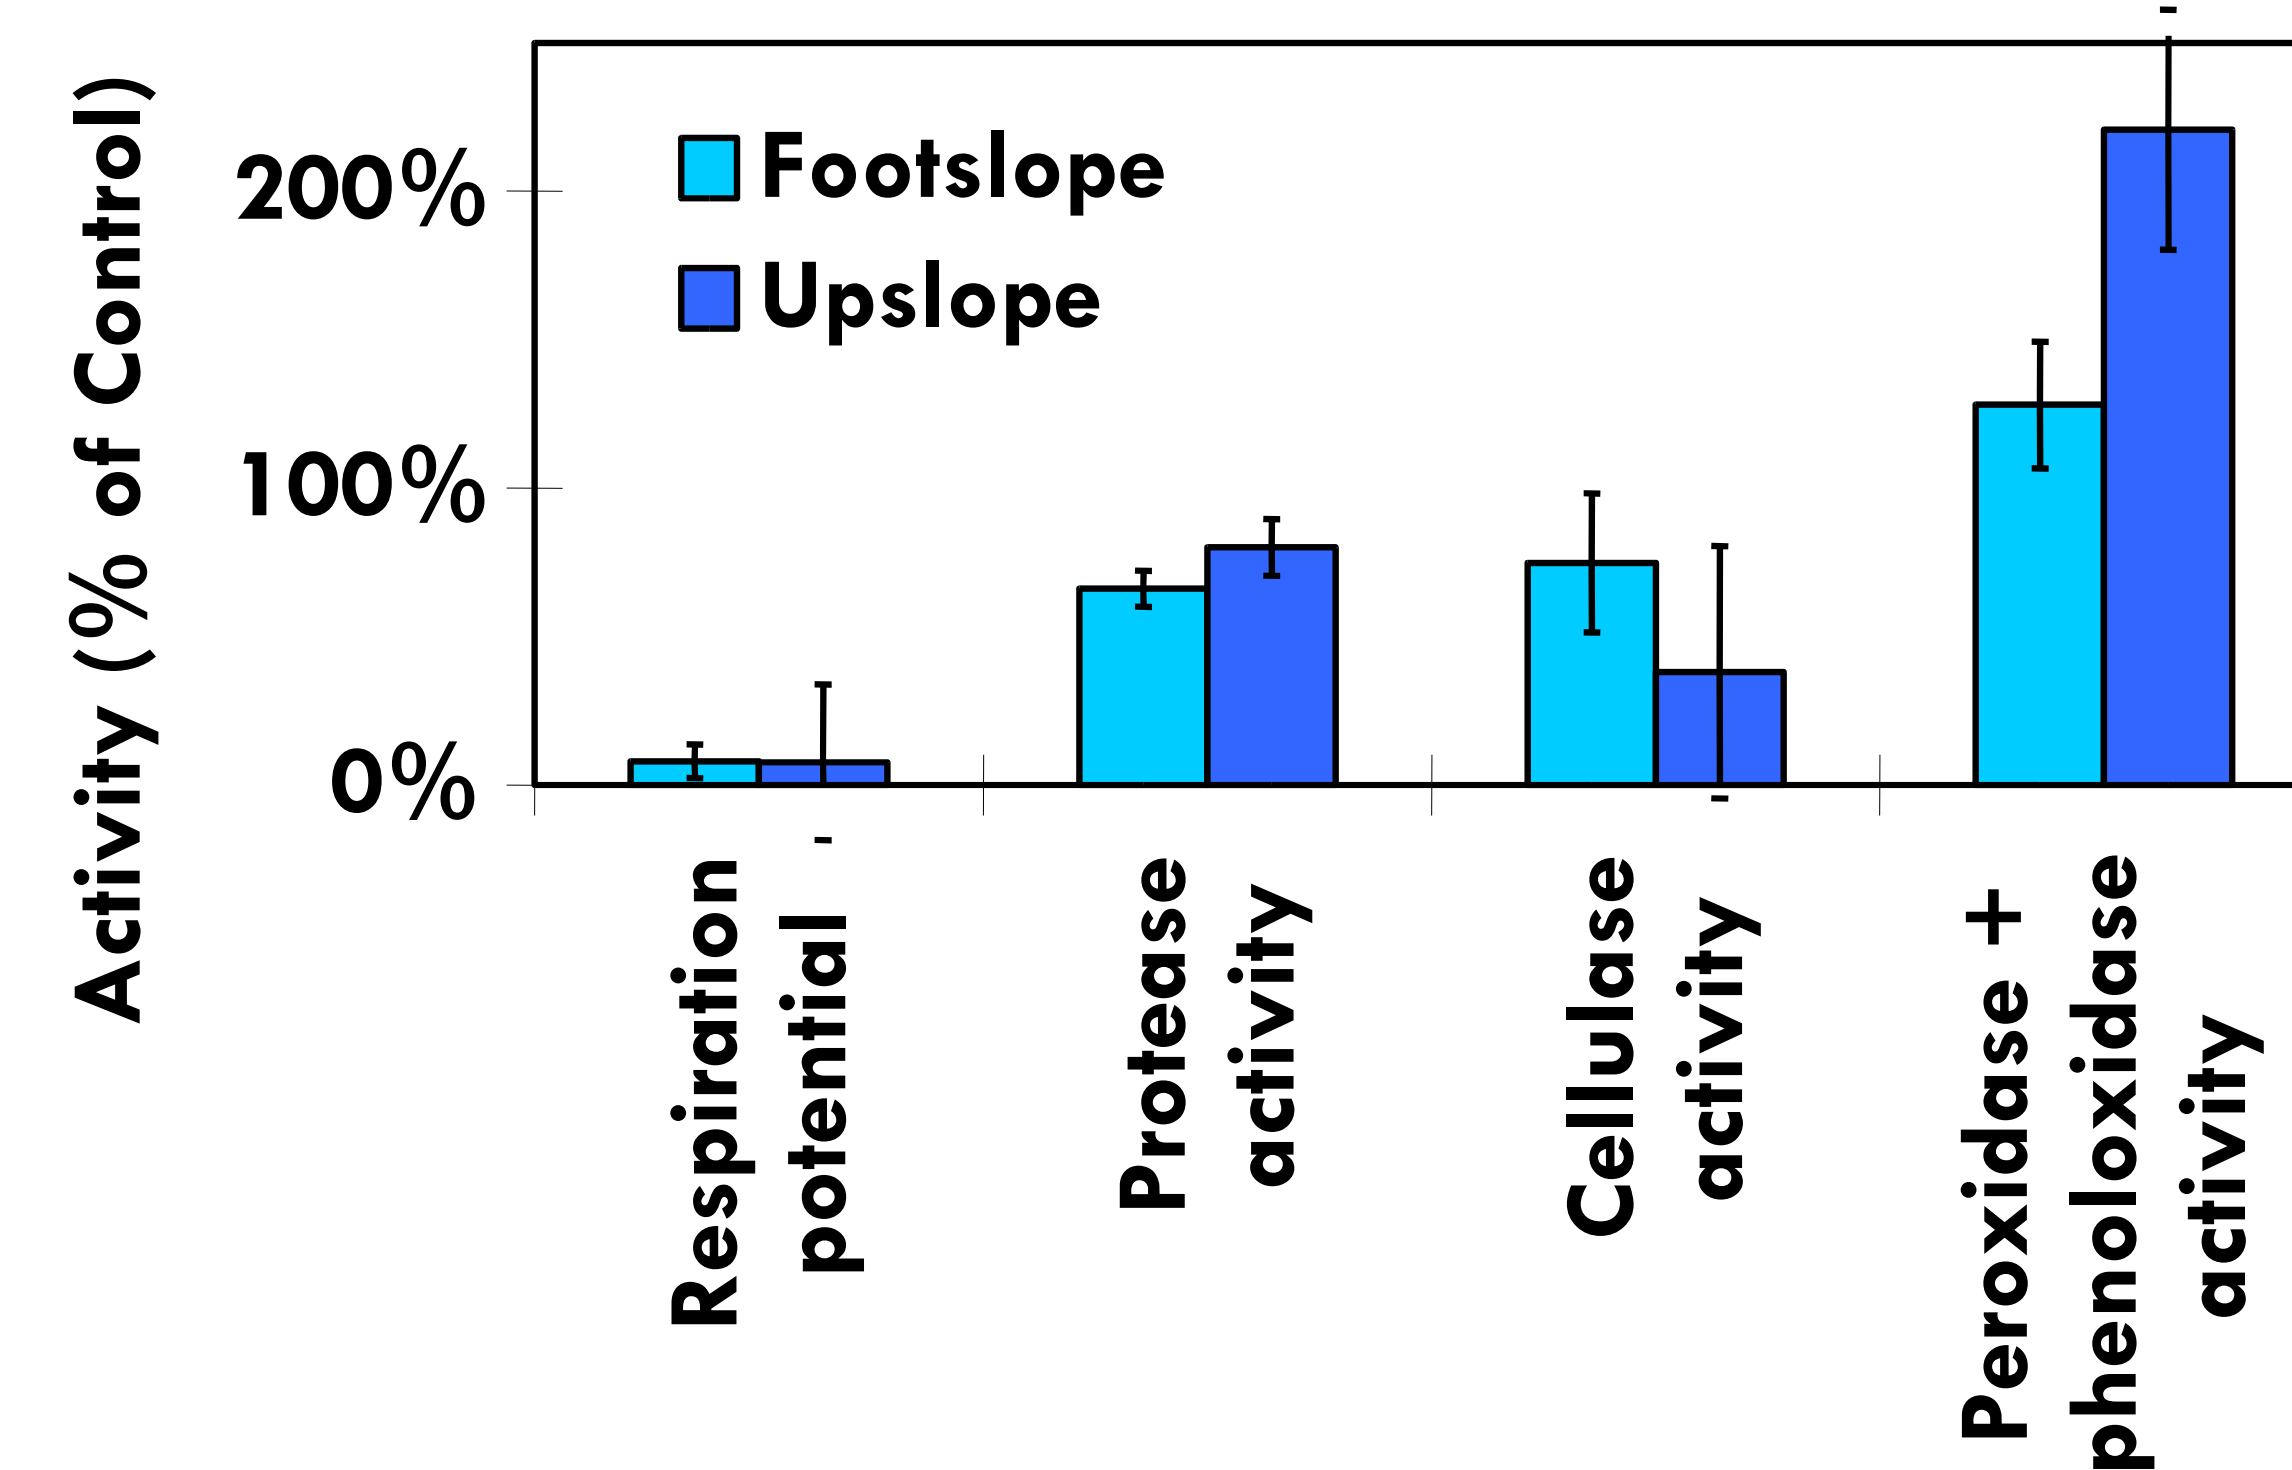 Activity (% of Control)
200%
100%
0%
Footslope
Upslope
Respiration
potential
Protease
activity
Cellulase
activity
Peroxidase +
phenoloxidase
activity